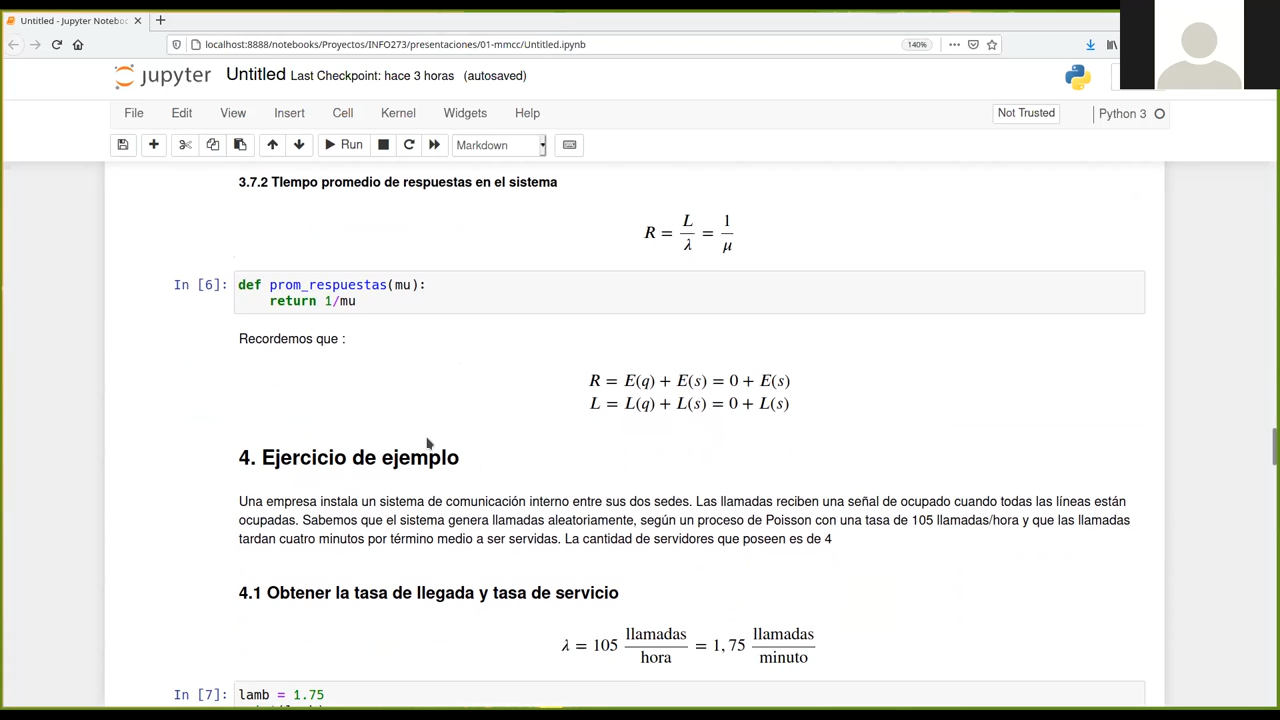 Untitled - Jupyter Noteboo
localhost:8888/notebooks/Proyectos/INFO273/presentaciones/01-mmcc/Untitled.ipynb
140%
jupyter Untitled Last Checkpoint: hace 3 horas (autosaved)
File Edit View Insert Cell Kernel Widgets Help
Not Trusted Python 3
Run Markdown
3.7.2 TIempo promedio de respuestas en el sistema
R = L/λ = 1/μ
In [6]: def prom_respuestas(mu):
return 1/mu
Recordemos que :
R = E(q) + E(s) = 0 + E(s)
L = L(q) + L(s) = 0 + L(s)
4. Ejercicio de ejemplo
Una empresa instala un sistema de comunicación interno entre sus dos sedes. Las llamadas reciben una señal de ocupado cuando todas las líneas están
ocupadas. Sabemos que el sistema genera llamadas aleatoriamente, según un proceso de Poisson con una tasa de 105 llamadas/hora y que las llamadas
tardan cuatro minutos por término medio a ser servidas. La cantidad de servidores que poseen es de 4
4.1 Obtener la tasa de llegada y tasa de servicio
λ = 105 llamadas/hora = 1, 75 llamadas/minuto
In [7]: lamb = 1.75